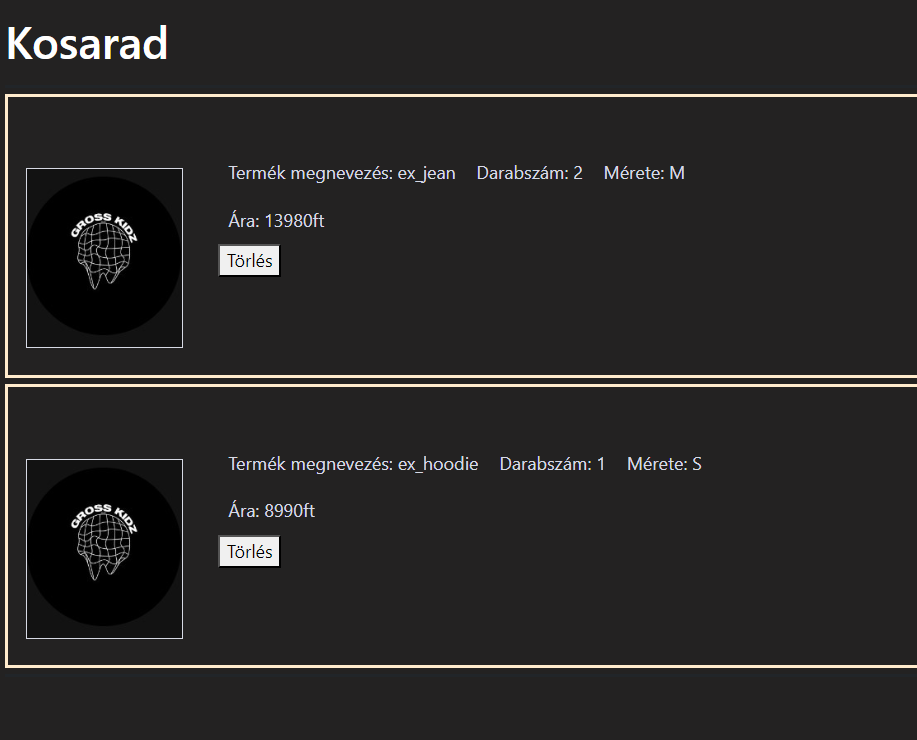 Kosarad
GROSS KIDZ
Termék megnevezés: ex_jean Darabszám: 2 Mérete: M
Ára: 13980ft
Törlés
GROSS KIDZ
Termék megnevezés: ex_hoodie Darabszám: 1 Mérete: S
Ára: 8990ft
Törlés